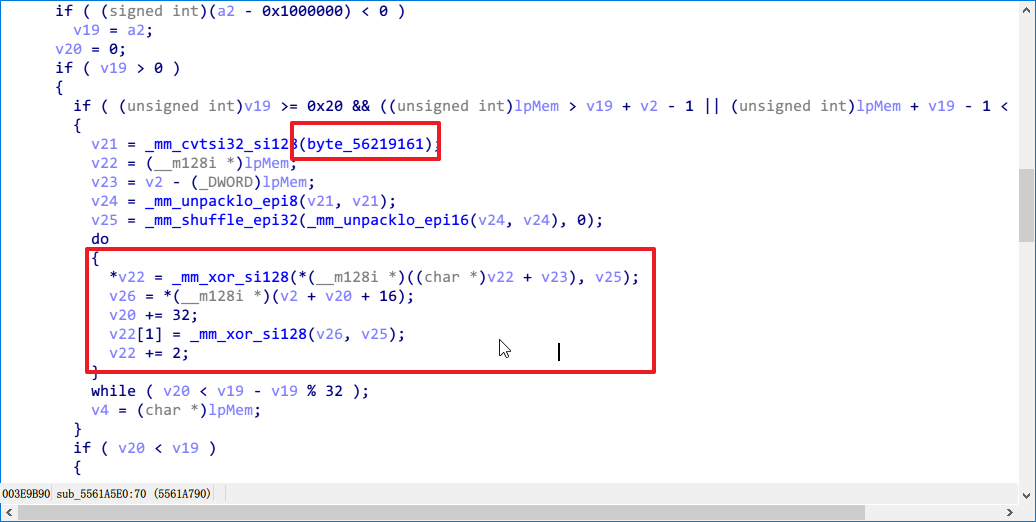 if ( (signed int)(a2 - 0x1000000) < 0 )
v19 = a2;
v20 = 0;
if ( v19 > 0 )
{
if ( (unsigned int)v19 >= 0x20 && ((unsigned int)lpMem > v19 + v2 - 1 || (unsigned int)lpMem + v19 - 1 <
{
v21 = _mm_cvtsi32_si128(byte_56219161);
v22 = (__m128i *)lpMem;
v23 = v2 - (_DWORD)lpMem;
v24 = _mm_unpacklo_epi8(v21, v21);
v25 = _mm_shuffle_epi32(_mm_unpacklo_epi16(v24, v24), 0);
do
{
*v22 = _mm_xor_si128(*(__m128i *)((char *)v22 + v23), v25);
v26 = *(__m128i *)(v2 + v20 + 16);
v20 += 32;
v22[1] = _mm_xor_si128(v26, v25);
v22 += 2;
}
while ( v20 < v19 - v19 % 32 );
v4 = (char *)lpMem;
}
if ( v20 < v19 )
{
003E9B90 sub_5561A5E0:70 (5561A790)